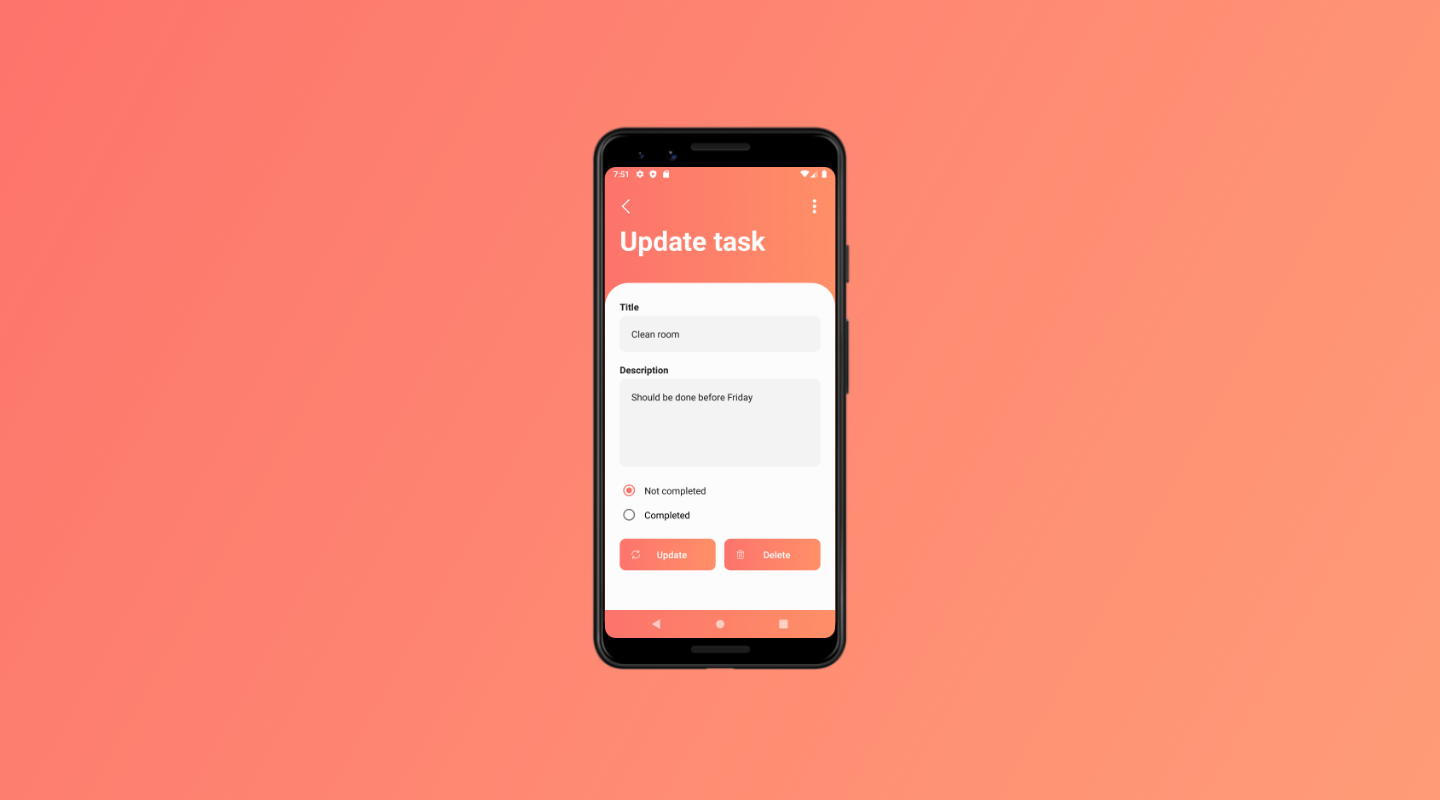 7:51
Update task
Title
Clean room
Description
Should be done before Friday
Not completed
Completed
Update
Delete